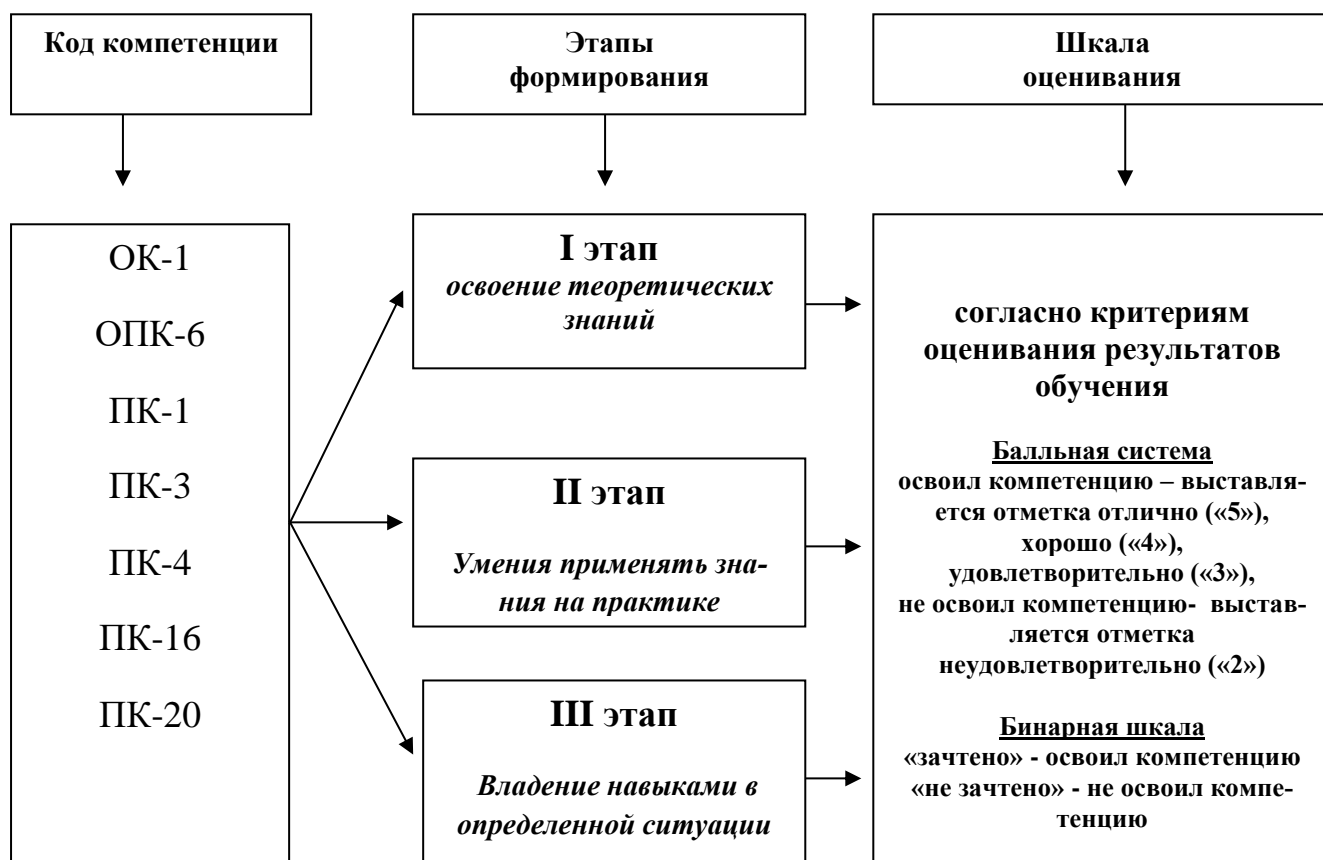 Код компетенции
Этапы
формирования
Шкала
оценивания
ОК-1
ОПК-6
ПК-1
ПК-3
ПК-4
ПК-16
ПК-20
I этап
освоение теоретических
знаний
II этап
Умения применять зна-
ния на практике
III этап
Владение навыками в
определенной ситуации
согласно критериям
оценивания результатов
обучения
Балльная система
освоил компетенцию – выставля-
ется отметка отлично («5»),
хорошо («4»),
удовлетворительно («3»),
не освоил компетенцию- выстав-
ляется отметка
неудовлетворительно («2»)
Бинарная шкала
«зачтено» - освоил компетенцию
«не зачтено» - не освоил компе-
тенцию